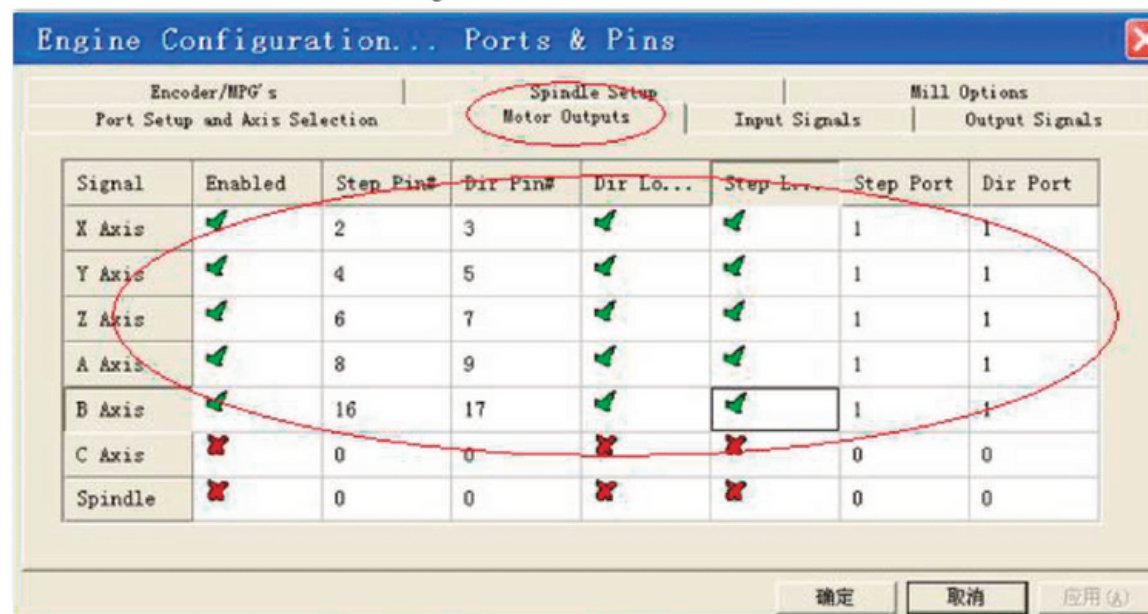 Engine Configuration... Ports & Pins
Encoder/MPG's Spindle Setup Mill Options
Port Setup and Axis Selection Motor Outputs Input Signals Output Signals
Signal Enabled Step Pin# Dir Pin# Dir Lo... Step L... Step Port Dir Port
X Axis 2 3 1 1
Y Axis 4 5 1 1
Z Axis 6 7 1 1
A Axis 8 9 1 1
B Axis 16 17 1 1
C Axis 0 0 0 0
Spindle 0 0 0 0
确定 取消 应用(A)